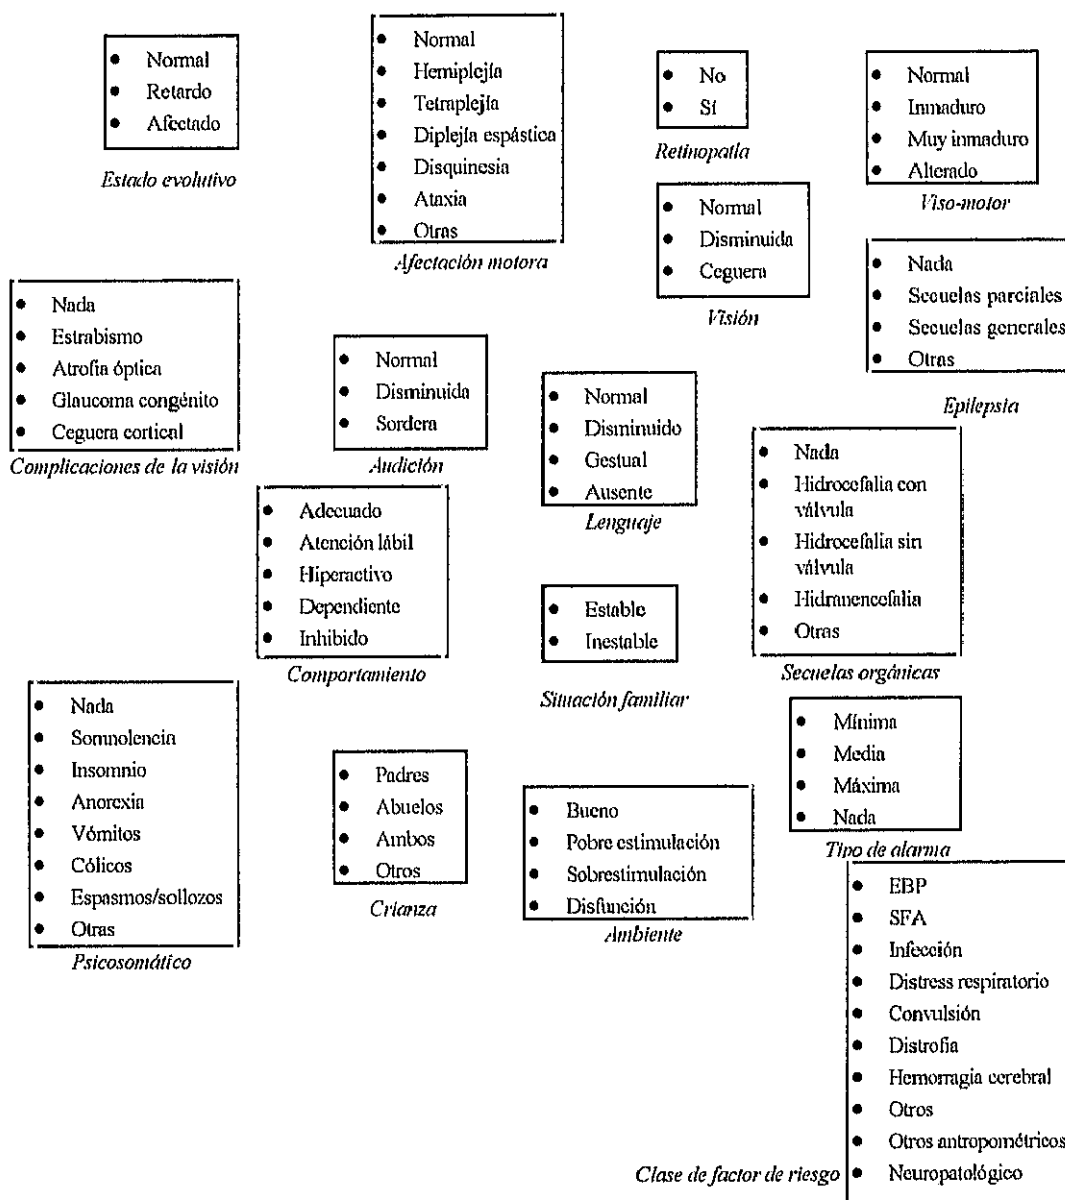 • Normal
• Retardo
• Afectado
Estado evolutivo
• Normal
• Hemiplejía
• Tetraplejía
• Diplejía espástica
• Disquinesia
• Ataxia
• Otras
Afectación motora
• No
• Sí
Retinopatía
• Normal
• Inmaduro
• Muy inmaduro
• Alterado
Viso-motor
• Normal
• Disminuida
• Ceguera
Visión
• Nada
• Secuelas parciales
• Secuelas generales
• Otras
Epilepsia
• Nada
• Estrabismo
• Atrofia óptica
• Glaucoma congénito
• Ceguera cortical
Complicaciones de la visión
• Normal
• Disminuida
• Sordera
Audición
• Normal
• Disminuido
• Gestual
• Ausente
Lenguaje
• Nada
• Hidrocefalia con
válvula
• Hidrocefalia sin
válvula
• Hidranencefalia
• Otras
Secuelas orgánicas
• Adecuado
• Atención lábil
• Hiperactivo
• Dependiente
• Inhibido
Comportamiento
• Estable
• Inestable
Situación familiar
• Nada
• Somnolencia
• Insomnio
• Anorexia
• Vómitos
• Cólicos
• Espasmos/sollozos
• Otras
Psicosomático
• Padres
• Abuelos
• Ambos
• Otros
Crianza
• Bueno
• Pobre estimulación
• Sobrestimulación
• Disfunción
Ambiente
• Mínima
• Media
• Máxima
• Nada
Tipo de alarma
• EBP
• SFA
• Infección
• Distress respiratorio
• Convulsión
• Distrofia
• Hemorragia cerebral
• Otros
• Otros antropométricos
• Neuropatológico
Clase de factor de riesgo